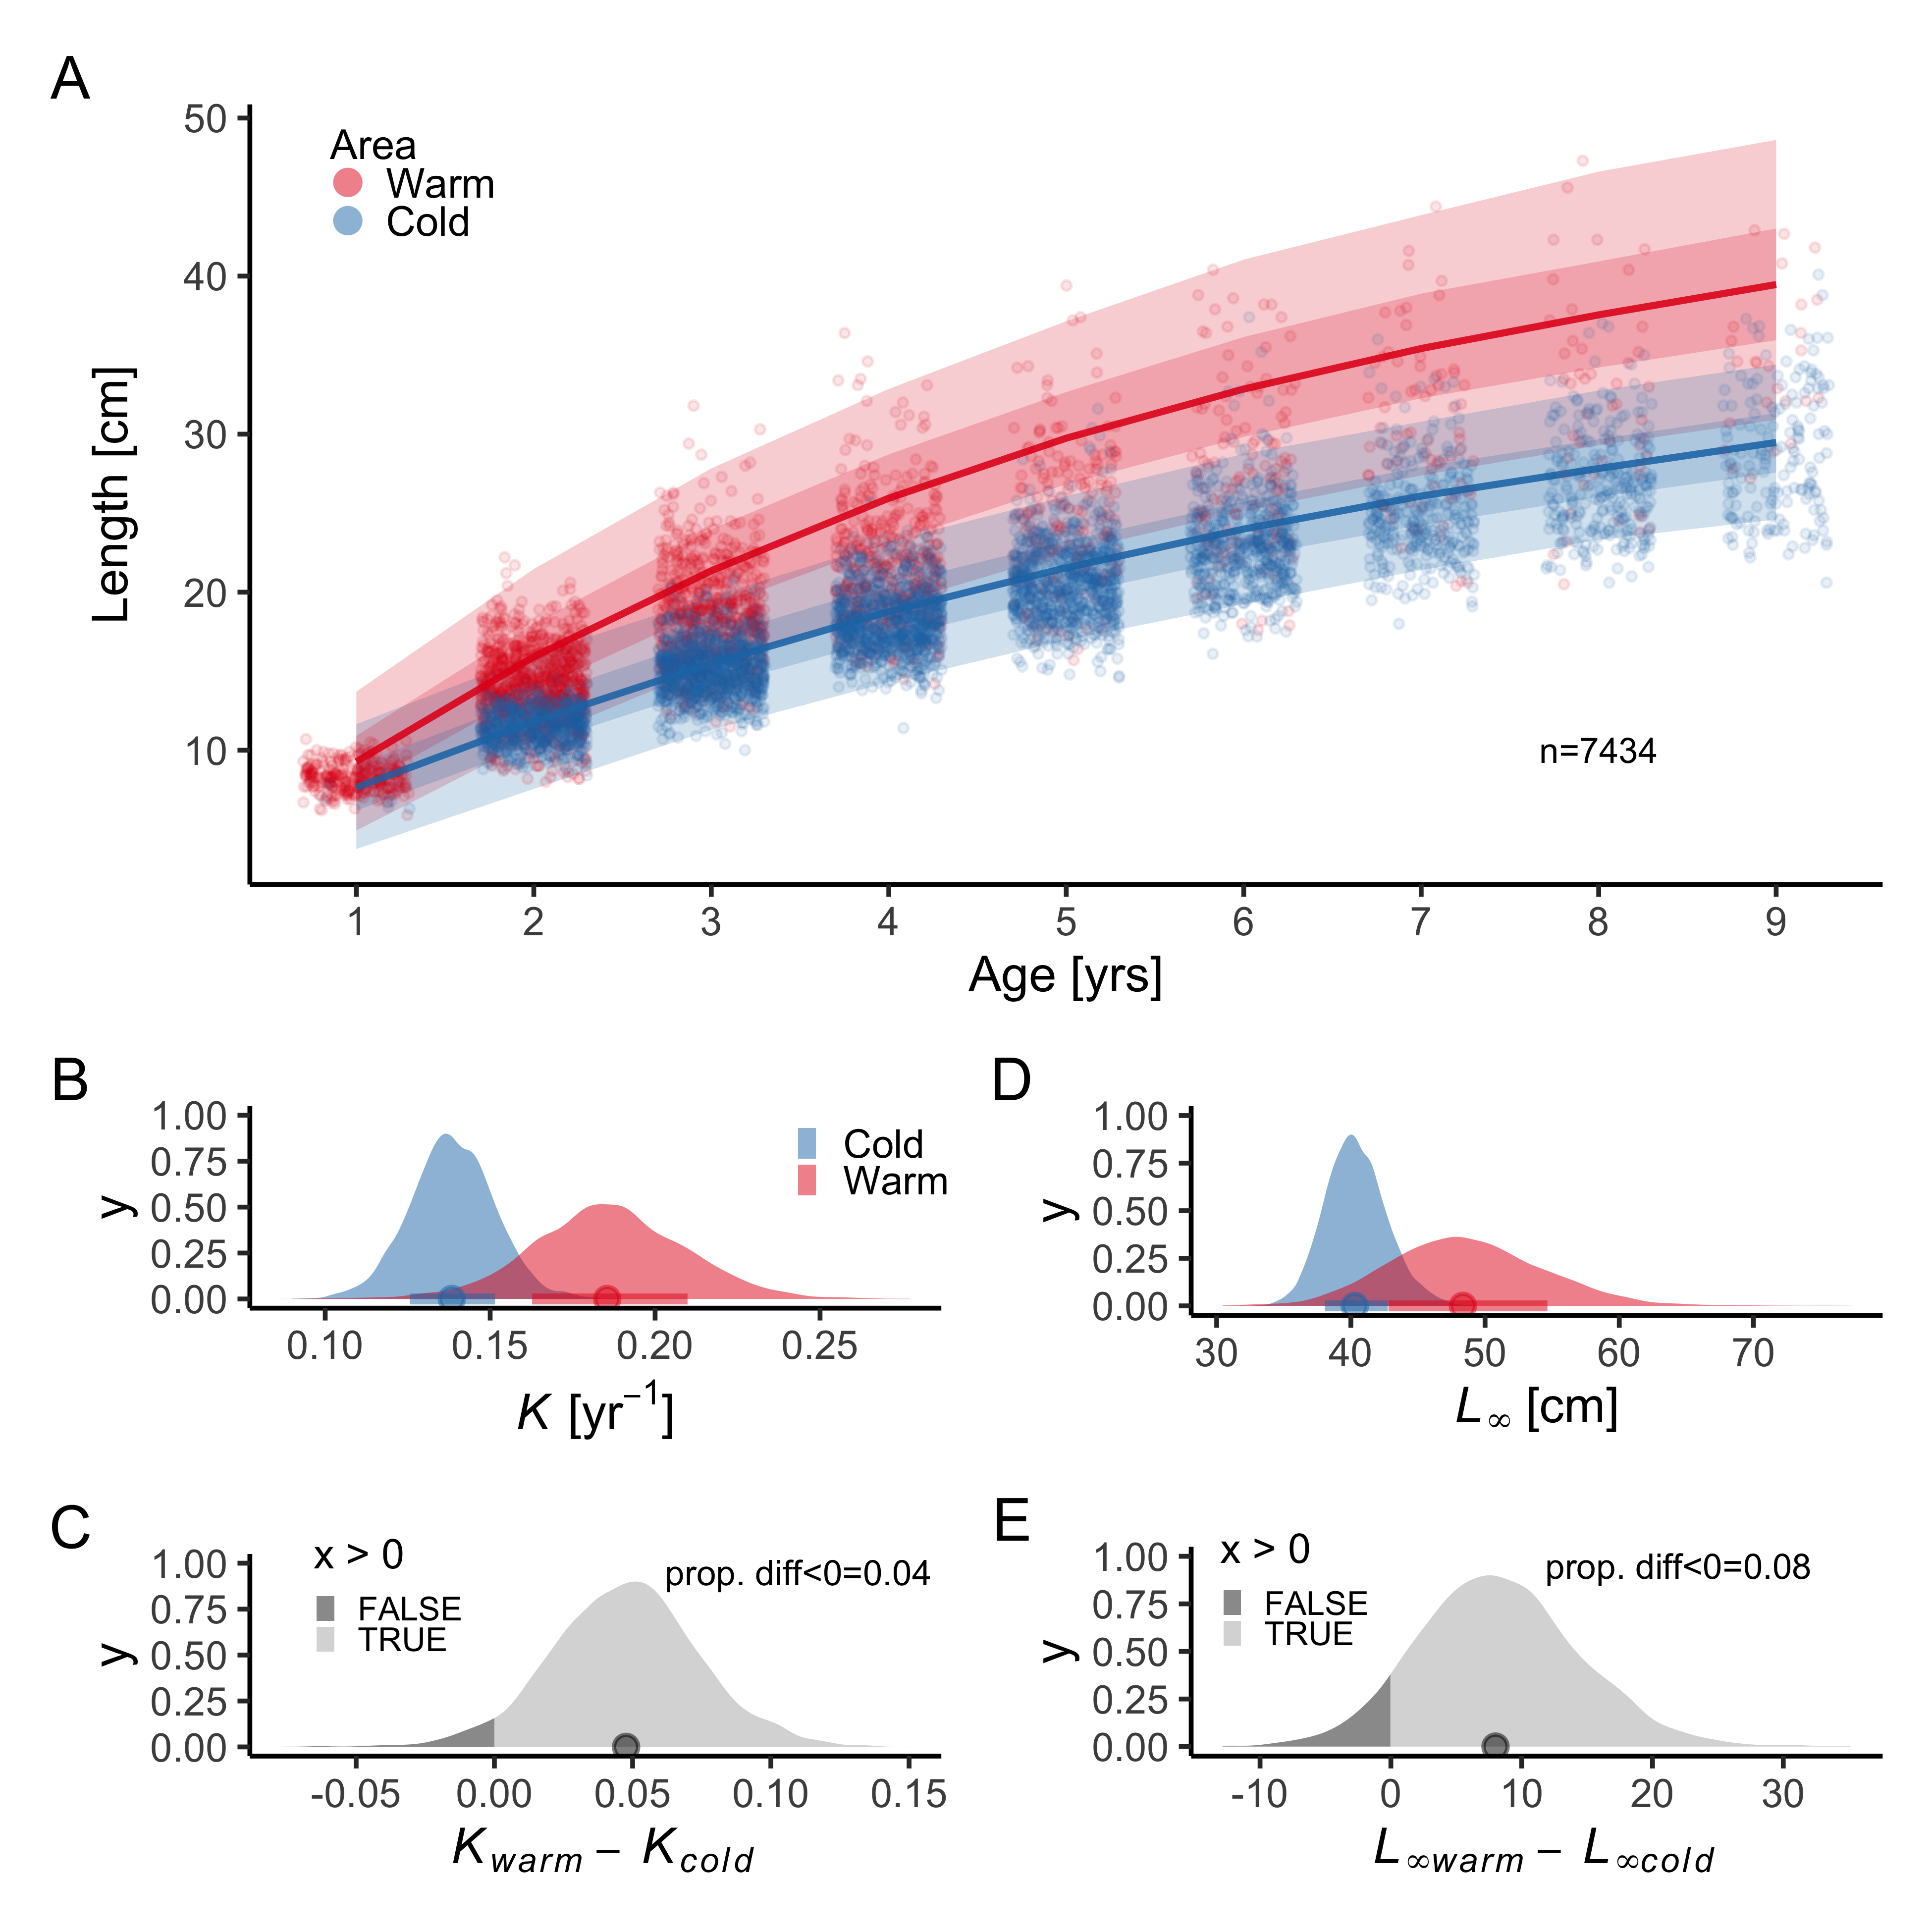 A
50
40
30
20
10
Length [cm]
Area
Warm
Cold
n=7434
1 2 3 4 5 6 7 8 9
Age [yrs]
B
1.00
0.75
0.50
0.25
0.00
y
Cold
Warm
0.10 0.15 0.20 0.25
K [yr⁻¹]
D
1.00
0.75
0.50
0.25
0.00
y
30 40 50 60 70
L∞ [cm]
C
1.00
0.75
0.50
0.25
0.00
y
x > 0
FALSE
TRUE
prop. diff<0=0.04
-0.05 0.00 0.05 0.10 0.15
Kwarm – Kcold
E
1.00
0.75
0.50
0.25
0.00
y
x > 0
FALSE
TRUE
prop. diff<0=0.08
-10 0 10 20 30
L∞warm – L∞cold